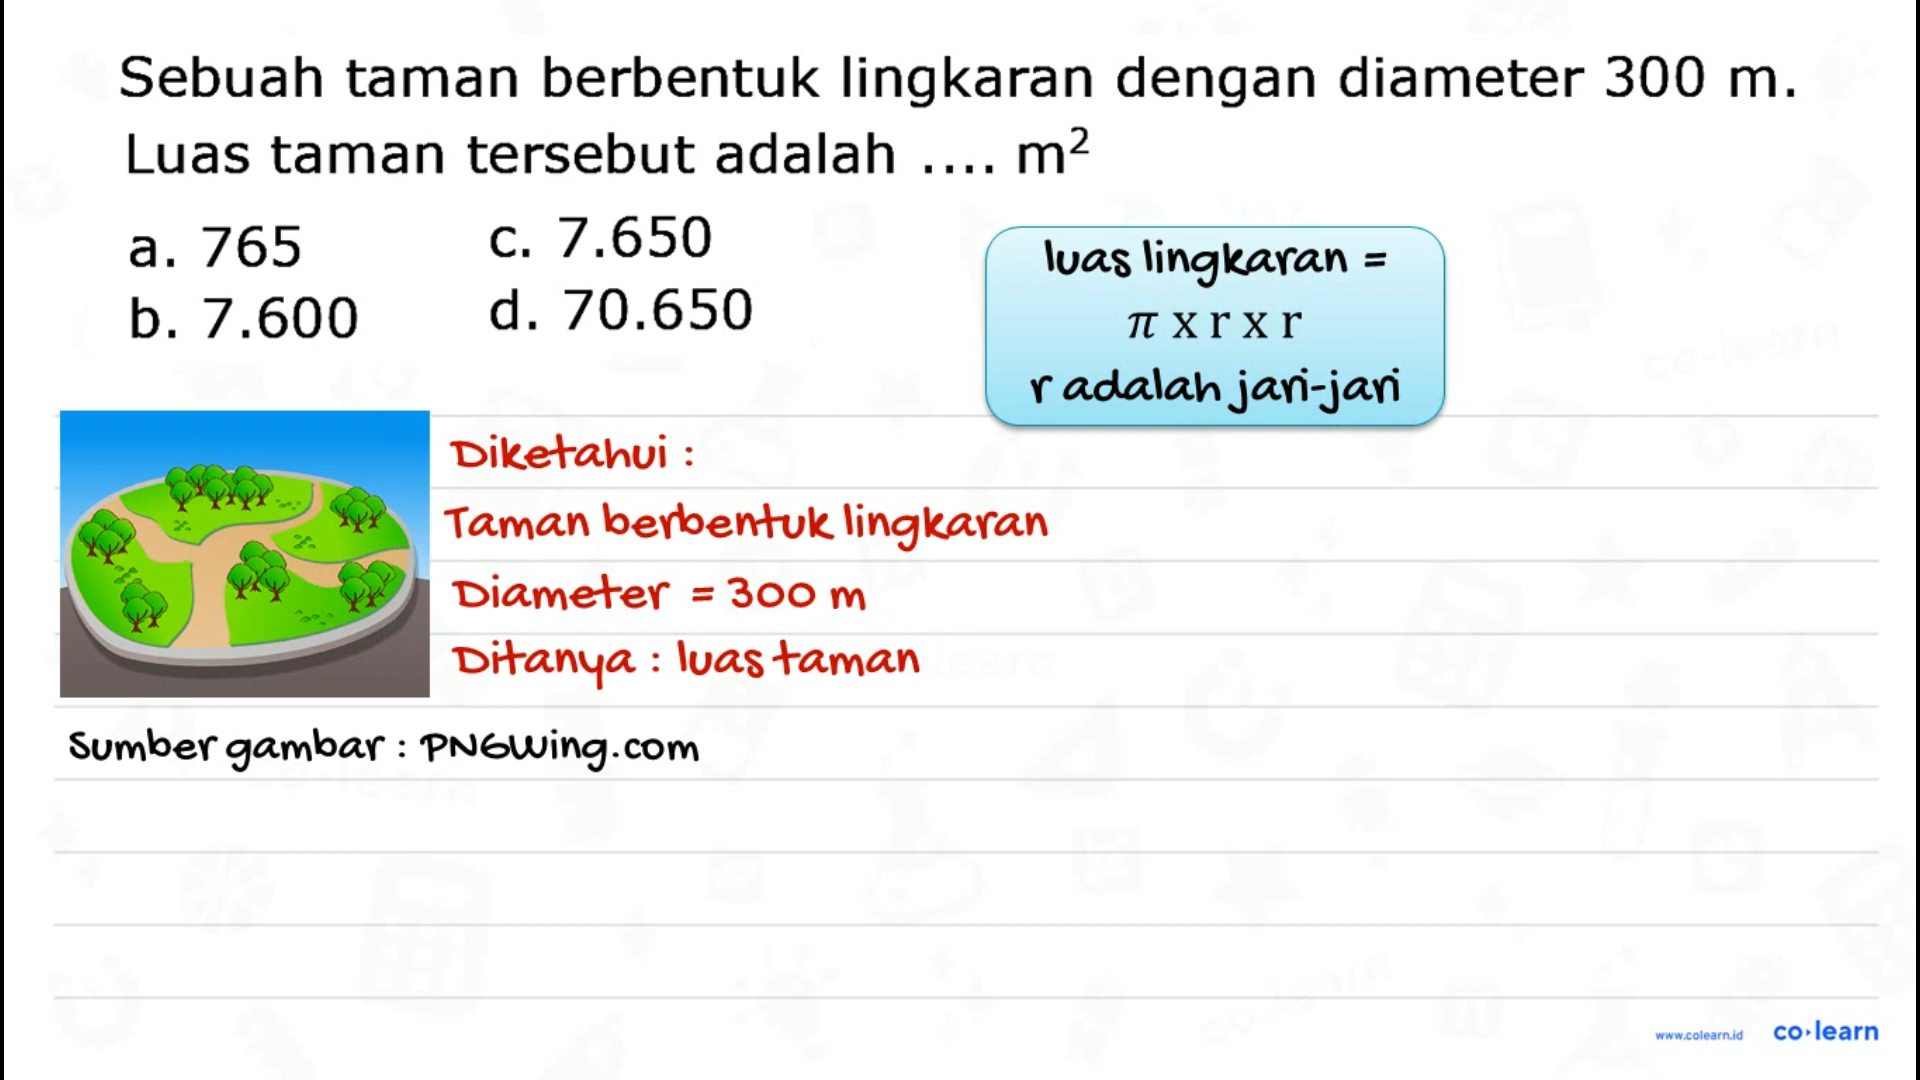 Sebuah taman berbentuk lingkaran dengan diameter 300 m.
Luas taman tersebut adalah .... m²
a. 765
c. 7.650
b. 7.600
d. 70.650
luas lingkaran =
π x r x r
r adalah jari-jari
Diketahui :
Taman berbentuk lingkaran
Diameter = 300 m
Ditanya : luas taman
Sumber gambar : PNGWing.com
www.colearn.id
co·learn